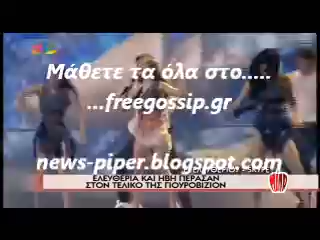 Μάθετε τα όλα στο.....
...freegossip.gr
news-piper.blogspot.com
ΕΛΕΥΘΕΡΙΑ ΚΑΙ ΗΒΗ ΠΕΡΑΣΑΝ
ΣΤΟΝ ΤΕΛΙΚΟ ΤΗΣ ΓΙΟΥΡΟΒΙΖΙΟΝ